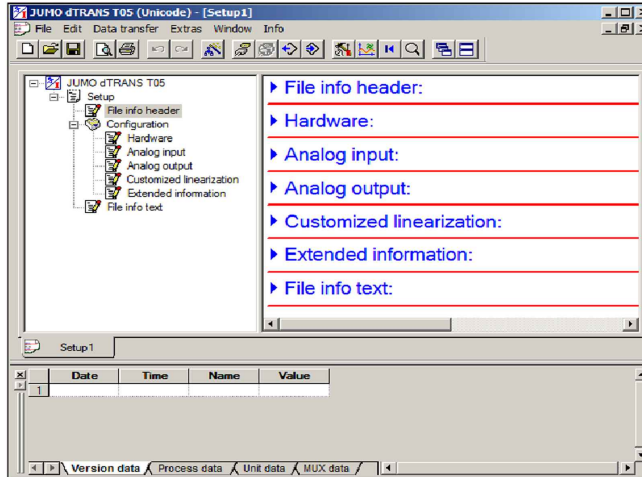 JUMO dTRANS T05 (Unicode) - [Setup1]
File Edit Data transfer Extras Window Info
JUMO dTRANS T05
Setup
File info header
Configuration
Hardware
Analog input
Analog output
Customized linearization
Extended information
File info text
File info header:
Hardware:
Analog input:
Analog output:
Customized linearization:
Extended information:
File info text:
Setup1
Date Time Name Value
1
Version data Process data Unit data MUX data